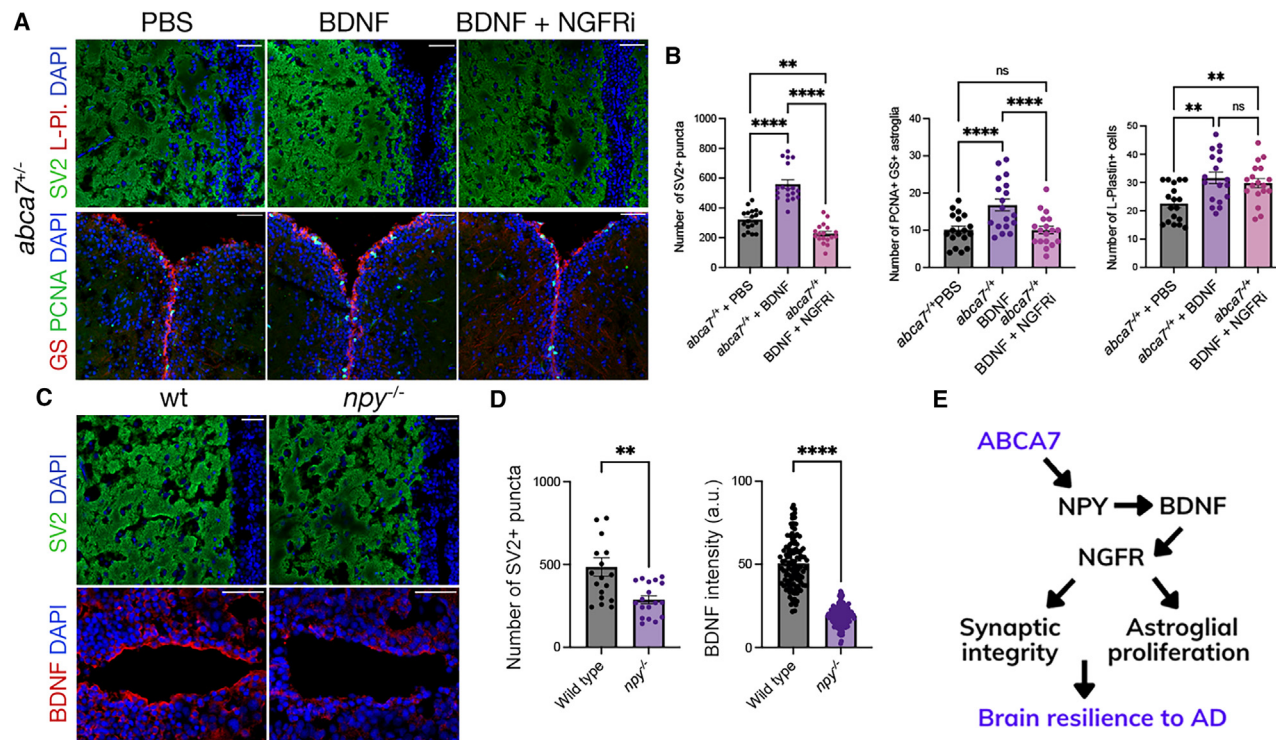 A
PBS
BDNF
BDNF + NGFRi
abca7+/-
SV2 L-Pl. DAPI
GS PCNA DAPI
B
Number of SV2+ puncta
1000
800
600
400
200
0
****
**
****
abca7/+ + PBS
abca7/+ + BDNF
abca7/+
BDNF + NGFRi
Number of PCNA+ GS+ astroglia
40
30
20
10
0
****
ns
****
abca7/+PBS
abca7/+
BDNF
abca7/+
BDNF + NGFRi
Number of L-Plastin+ cells
50
40
30
20
10
0
**
**
ns
abca7/+ + PBS
abca7/+ + BDNF
abca7/+
BDNF + NGFRi
C
wt
npy-/-
SV2 DAPI
BDNF DAPI
D
Number of SV2+ puncta
1000
500
0
**
Wild type
npy-/-
BDNF intensity (a.u.)
100
50
0
****
Wild type
npy-/-
E
ABCA7
NPY
BDNF
NGFR
Synaptic
integrity
Astroglial
proliferation
Brain resilience to AD